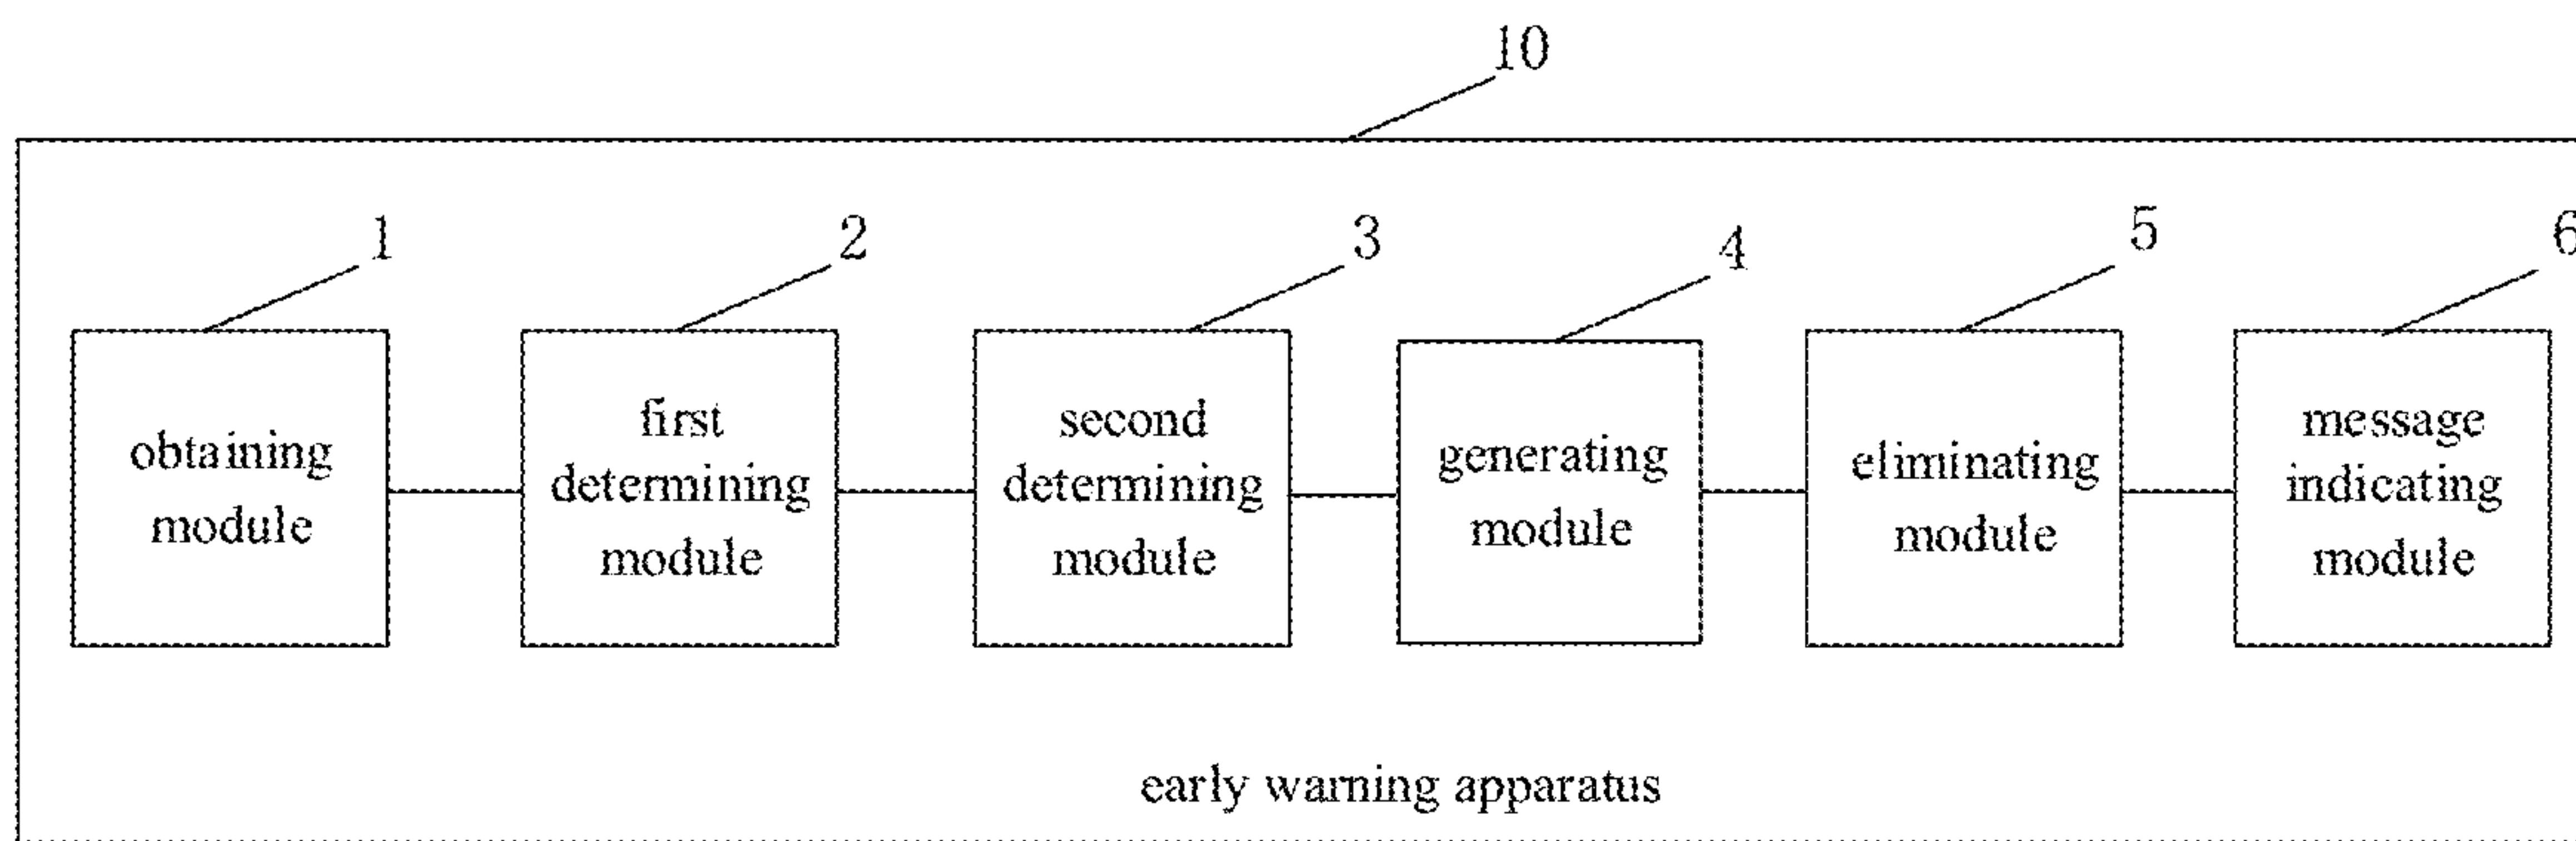 10
1
2
3
4
5
6
obtaining
module
first
determining
module
second
determining
module
generating
module
eliminating
module
message
indicating
module
early warning apparatus